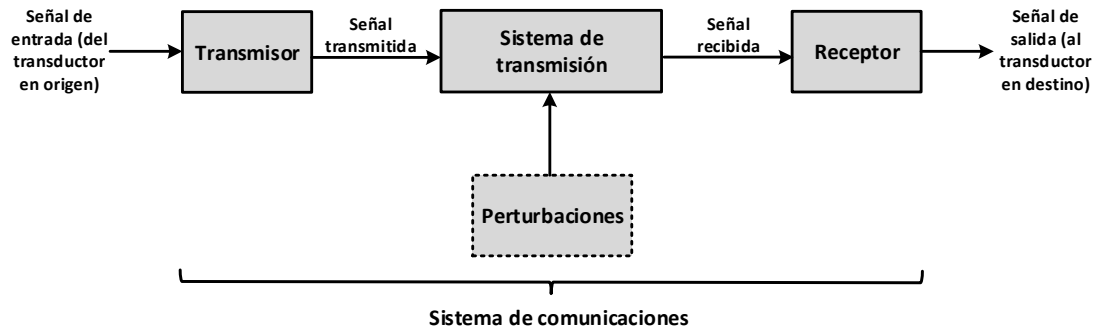 Señal de
entrada (del
transductor
en origen)
Transmisor
Señal
transmitida
Sistema de
transmisión
Señal
recibida
Receptor
Señal de
salida (al
transductor
en destino)
Perturbaciones
Sistema de comunicaciones